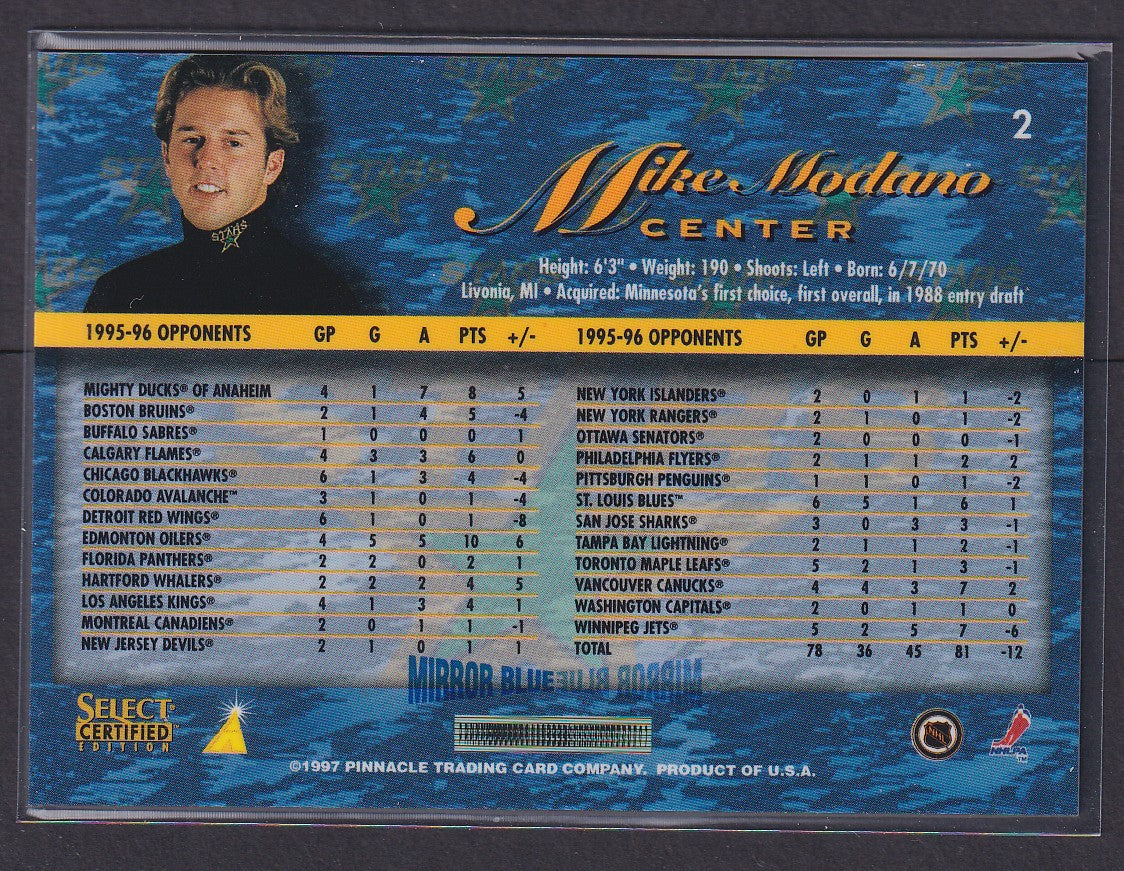 2
Mike Modano
CENTER
Height: 6'3" • Weight: 190 • Shoots: Left • Born: 6/7/70
Livonia, MI • Acquired: Minnesota's first choice, first overall, in 1988 entry draft
STARS
1995-96 OPPONENTS GP G A PTS +/-
MIGHTY DUCKS® OF ANAHEIM 4 1 7 8 5
BOSTON BRUINS® 2 1 4 5 -4
BUFFALO SABRES® 1 0 0 0 1
CALGARY FLAMES® 4 3 3 6 0
CHICAGO BLACKHAWKS® 6 1 3 4 -4
COLORADO AVALANCHE™ 3 1 0 1 -4
DETROIT RED WINGS® 6 1 0 1 -8
EDMONTON OILERS® 4 5 5 10 6
FLORIDA PANTHERS® 2 2 0 2 1
HARTFORD WHALERS® 2 2 2 4 5
LOS ANGELES KINGS® 4 1 3 4 1
MONTREAL CANADIENS® 2 0 1 1 -1
NEW JERSEY DEVILS® 2 1 0 1 1
1995-96 OPPONENTS GP G A PTS +/-
NEW YORK ISLANDERS® 2 0 1 1 -2
NEW YORK RANGERS® 2 1 0 1 -2
OTTAWA SENATORS® 2 0 0 0 -1
PHILADELPHIA FLYERS® 2 1 1 2 2
PITTSBURGH PENGUINS® 1 1 0 1 -2
ST. LOUIS BLUES™ 6 5 1 6 1
SAN JOSE SHARKS® 3 0 3 3 -1
TAMPA BAY LIGHTNING® 2 1 1 2 -1
TORONTO MAPLE LEAFS® 5 2 1 3 -1
VANCOUVER CANUCKS® 4 4 3 7 2
WASHINGTON CAPITALS® 2 0 1 1 0
WINNIPEG JETS® 5 2 5 7 -6
TOTAL 78 36 45 81 -12
MIRROR BLUE BLUE MIRROR
SELECT®
CERTIFIED™
EDITION
NHL
NHLPA™
©1997 PINNACLE TRADING CARD COMPANY. PRODUCT OF U.S.A.